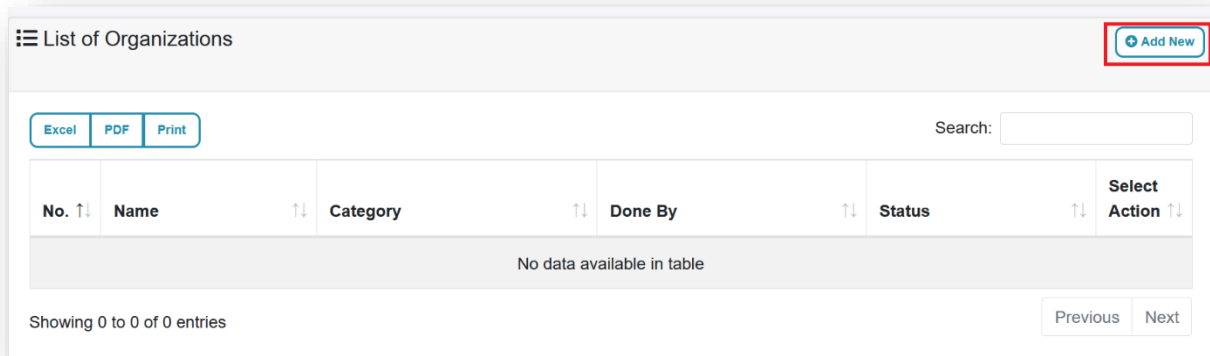 List of Organizations
Add New
Excel PDF Print
Search:
No. Name Category Done By Status Select Action
No data available in table
Showing 0 to 0 of 0 entries
Previous Next